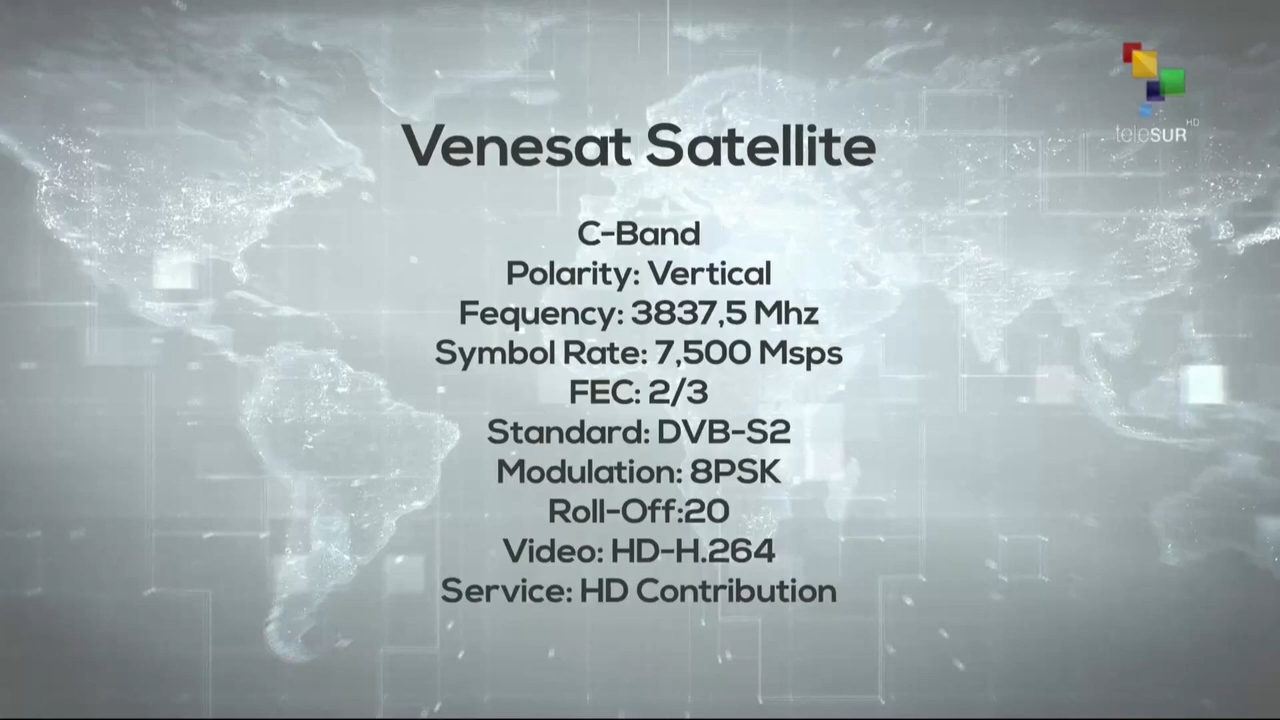 Venesat Satellite
C-Band
Polarity: Vertical
Fequency: 3837,5 Mhz
Symbol Rate: 7,500 Msps
FEC: 2/3
Standard: DVB-S2
Modulation: 8PSK
Roll-Off:20
Video: HD-H.264
Service: HD Contribution
teleSUR HD